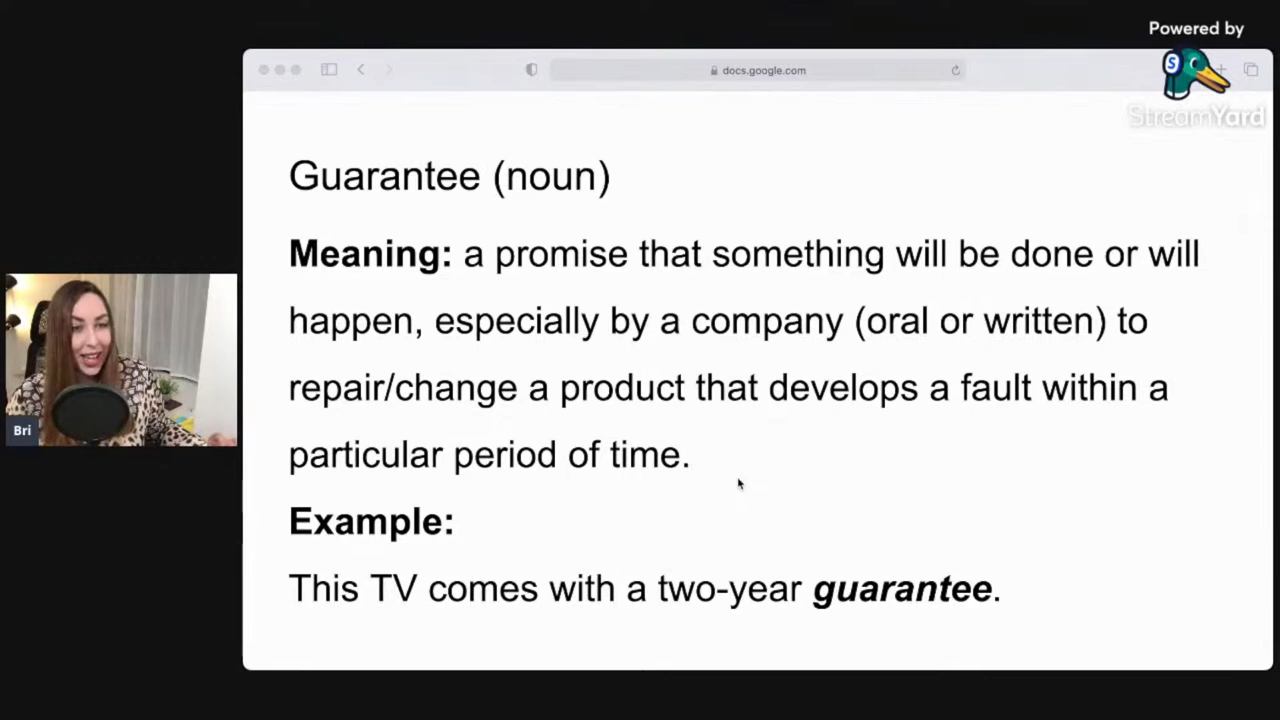 Powered by
S
docs.google.com
StreamYard
Guarantee (noun)
Meaning: a promise that something will be done or will
happen, especially by a company (oral or written) to
repair/change a product that develops a fault within a
particular period of time.
Example:
This TV comes with a two-year guarantee.
Bri